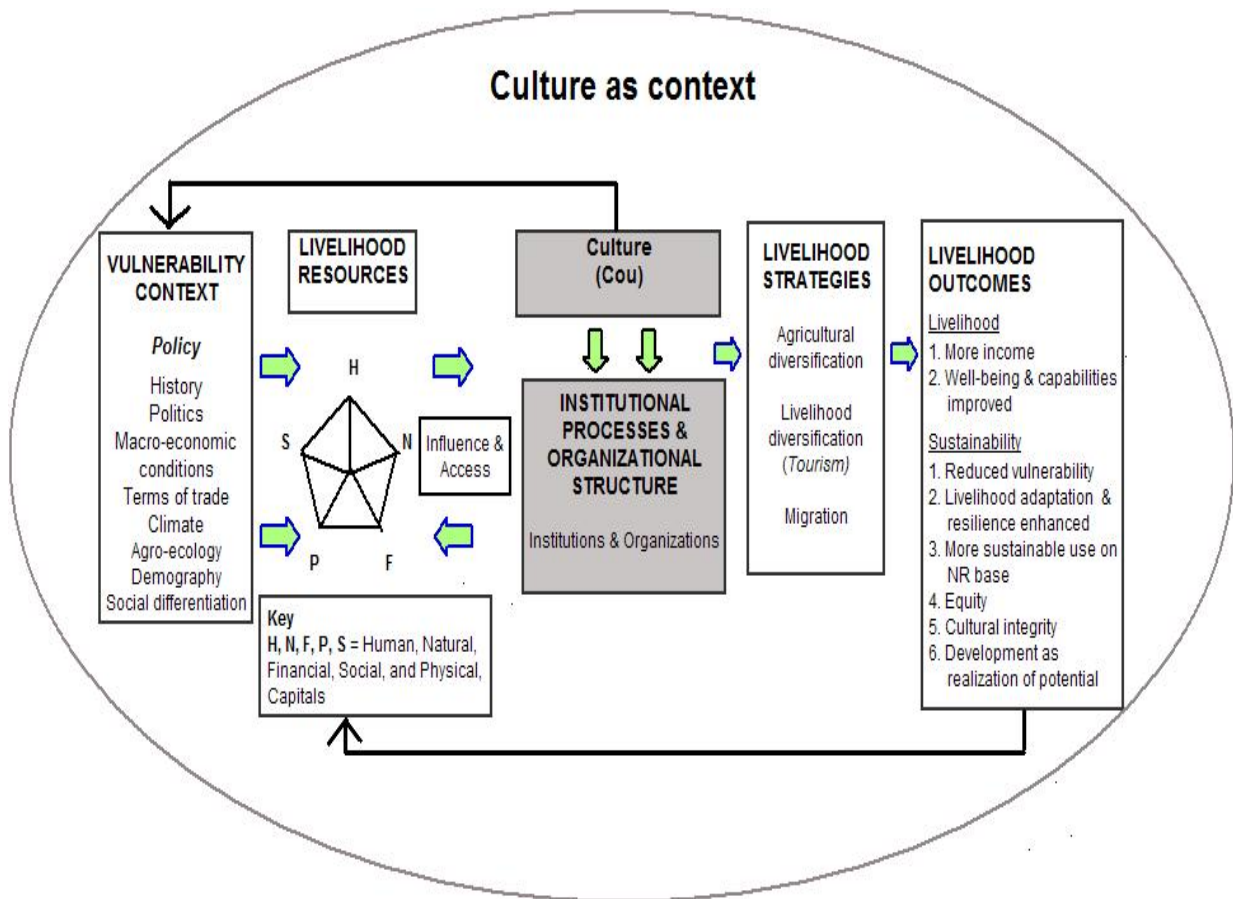 Culture as context
VULNERABILITY
CONTEXT
Policy
History
Politics
Macro-economic
conditions
Terms of trade
Climate
Agro-ecology
Demography
Social differentiation
LIVELIHOOD
RESOURCES
H
S
N
P
F
Influence &
Access
Key
H, N, F, P, S = Human, Natural,
Financial, Social, and Physical,
Capitals
Culture
(Cou)
INSTITUTIONAL
PROCESSES &
ORGANIZATIONAL
STRUCTURE
Institutions & Organizations
LIVELIHOOD
STRATEGIES
Agricultural
diversification
Livelihood
diversification
(Tourism)
Migration
LIVELIHOOD
OUTCOMES
Livelihood
1. More income
2. Well-being & capabilities
improved
Sustainability
1. Reduced vulnerability
2. Livelihood adaptation &
resilience enhanced
3. More sustainable use on
NR base
4. Equity
5. Cultural integrity
6. Development as
realization of potential